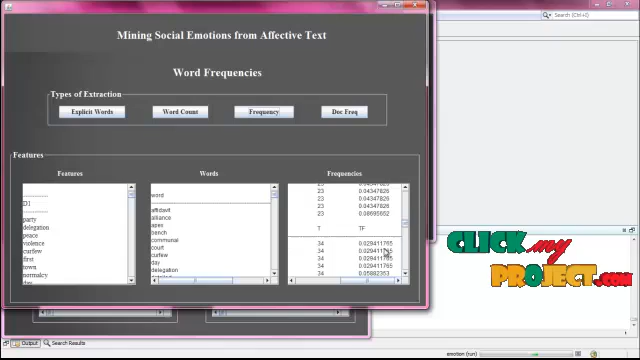 Search (Ctrl+I)
Mining Social Emotions from Affective Text
Word Frequencies
Types of Extraction
Explicit Words
Word Count
Frequency
Doc Freq
Features
Features
Words
Frequencies
D1
party
delegation
peace
violence
curfew
first
town
normalcy
day
word
affidavit
alliance
apex
bench
communal
court
curfew
day
delegation
23 0.04347826
23 0.04347826
23 0.04347826
23 0.08695652
T TF
34 0.029411765
34 0.029411765
34 0.029411765
34 0.029411765
34 0.05882353
CLICK my
PROJECT.com
Output
Search Results
emotion (run)